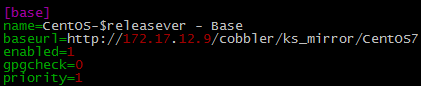 [base]
name=CentOS-$releasever - Base
baseurl=http://172.17.12.9/cobbler/ks_mirror/CentOS7
enabled=1
gpgcheck=0
priority=1